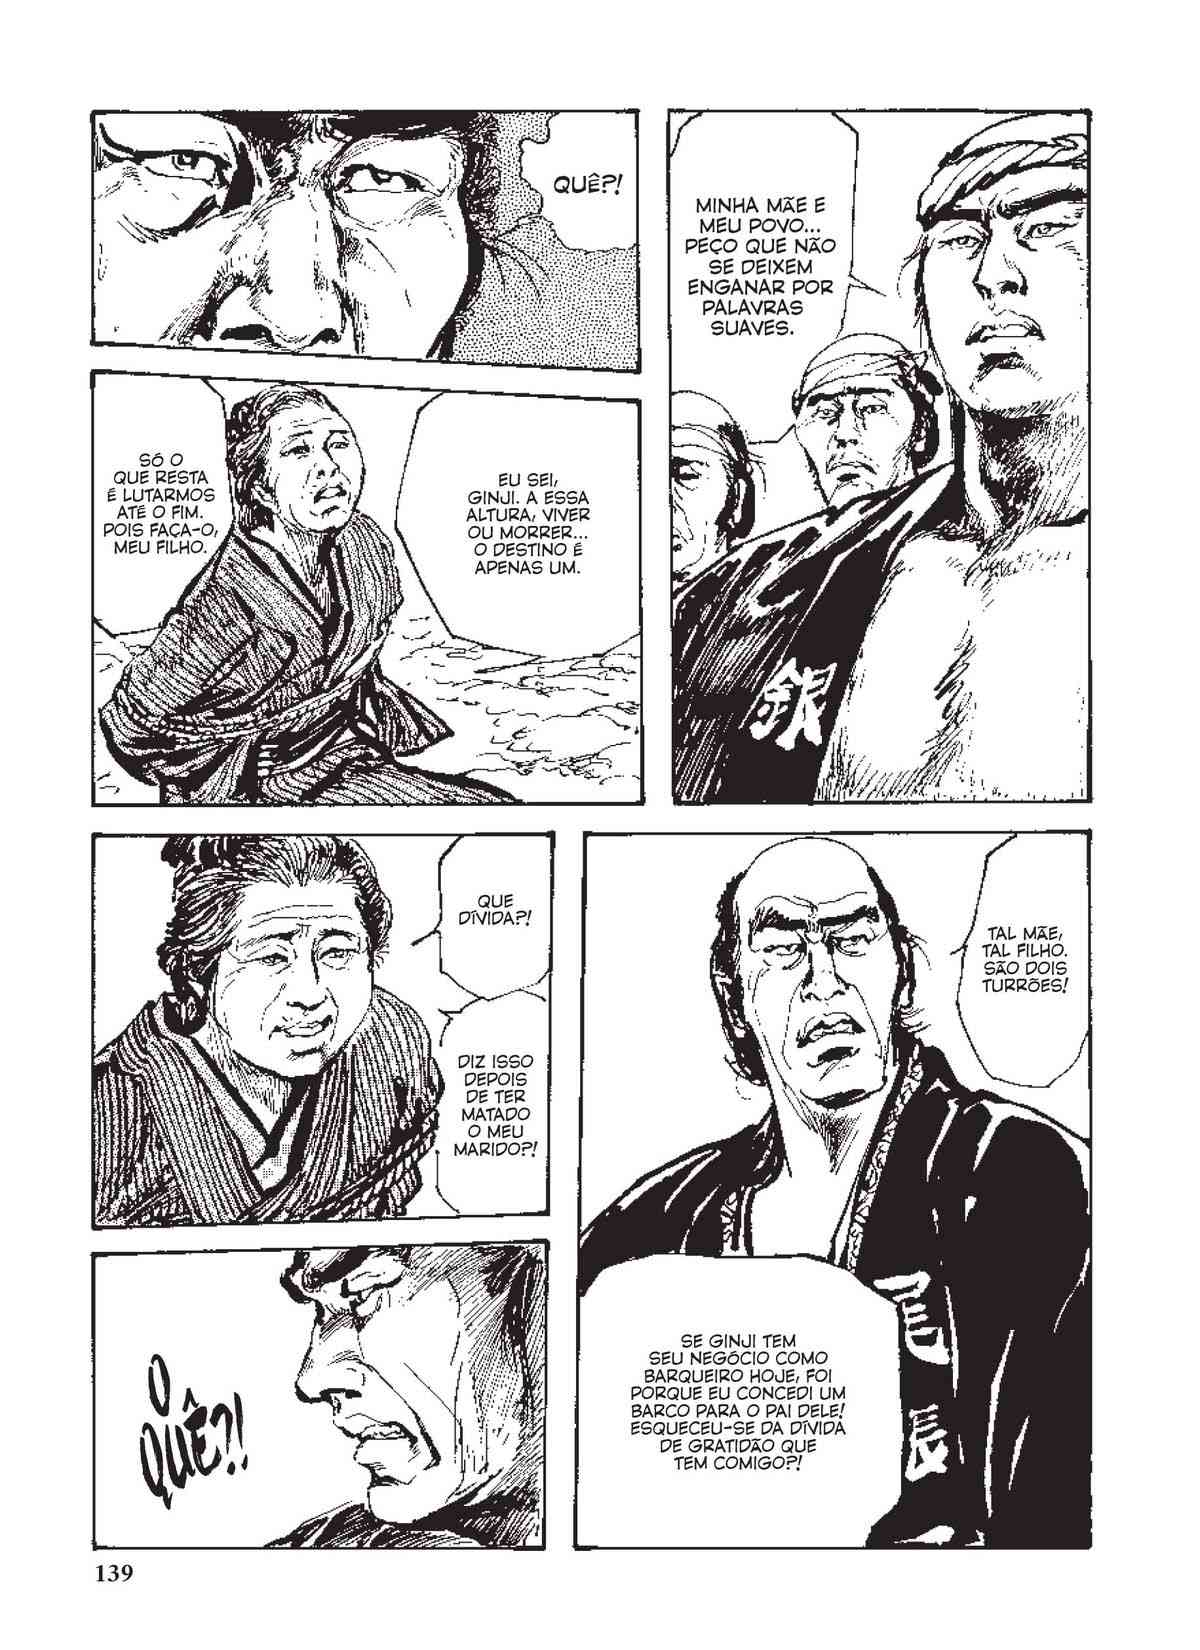 MINHA MÃE E
MEU POVO...
PEÇO QUE NÃO
SE DEIXEM
ENGANAR POR
PALAVRAS
SUAVES.
銀
QUÊ?!
EU SEI,
GINJI. A ESSA
ALTURA, VIVER
OU MORRER...
O DESTINO É
APENAS UM.
SÓ O
QUE RESTA
É LUTARMOS
ATÉ O FIM.
POIS FAÇA-O,
MEU FILHO.
TAL MÃE,
TAL FILHO.
SÃO DOIS
TURRÕES!
SE GINJI TEM
SEU NEGÓCIO COMO
BARQUEIRO HOJE, FOI
PORQUE EU CONCEDI UM
BARCO PARA O PAI DELE!
ESQUECEU-SE DA DÍVIDA
DE GRATIDÃO QUE
TEM COMIGO?!
QUE
DÍVIDA?!
DIZ ISSO
DEPOIS
DE TER
MATADO
O MEU
MARIDO?!
O
QUÊ?!
139